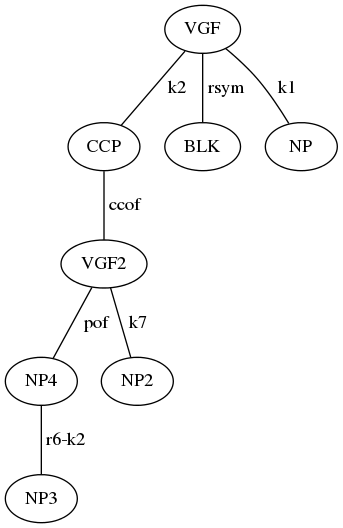 VGF
k2 rsym k1
CCP BLK NP
ccof
VGF2
pof k7
NP4 NP2
r6-k2
NP3